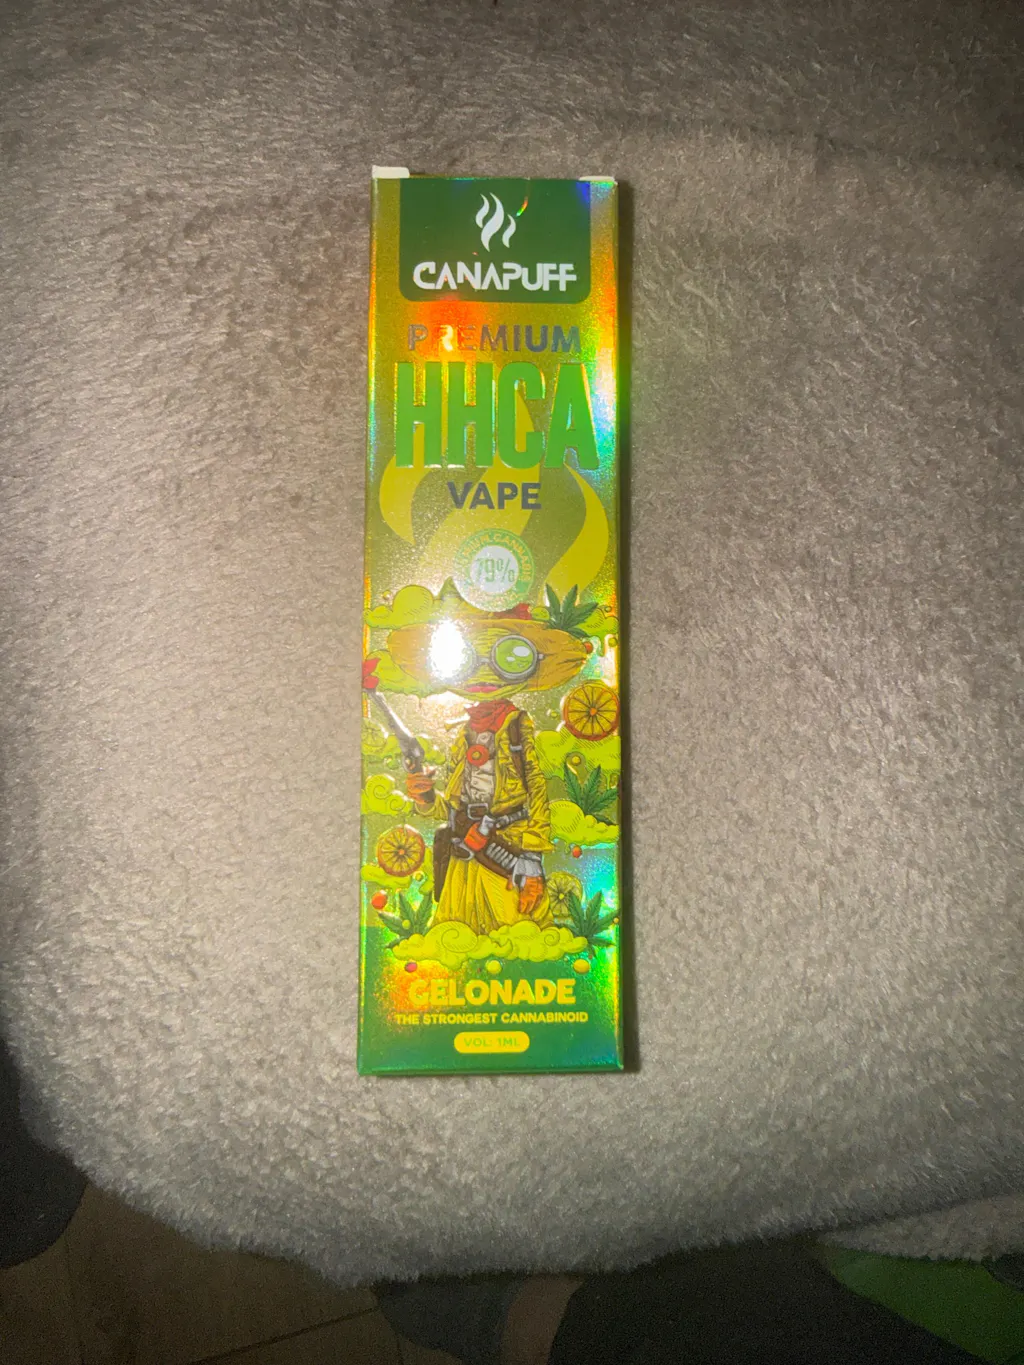 CANAPUFF
PREMIUM
HHCA
VAPE
79%
GELONADE
THE STRONGEST CANNABINOID
VOL: 1ML